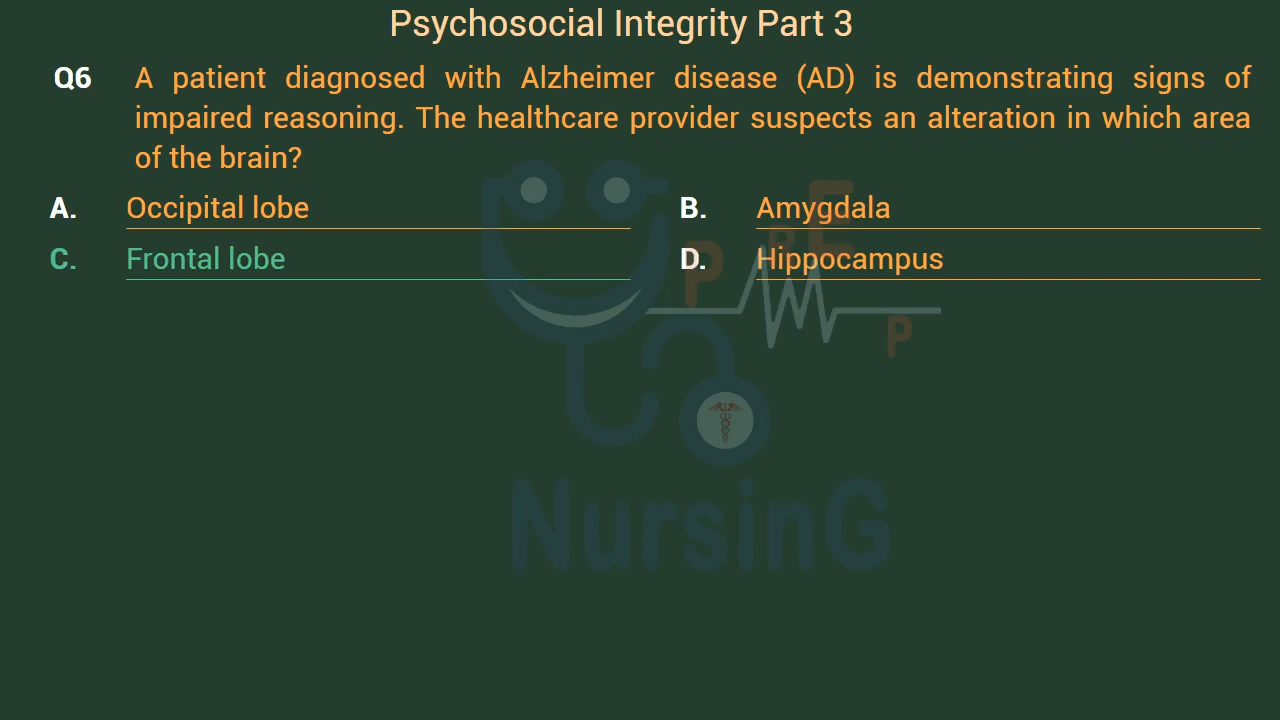 Psychosocial Integrity Part 3
Q6 A patient diagnosed with Alzheimer disease (AD) is demonstrating signs of
impaired reasoning. The healthcare provider suspects an alteration in which area
of the brain?
A. Occipital lobe B. Amygdala
C. Frontal lobe D. Hippocampus
P R E P
NursinG